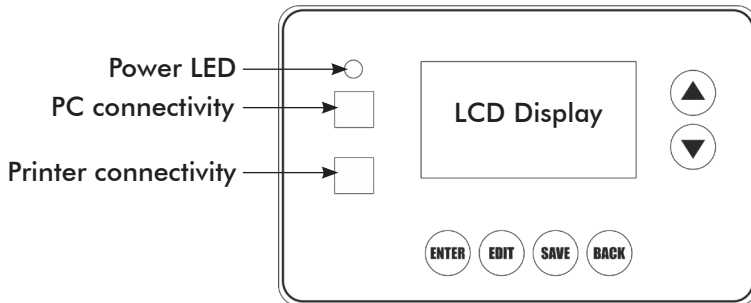 Power LED
PC connectivity
LCD Display
Printer connectivity
ENTER EDIT SAVE BACK